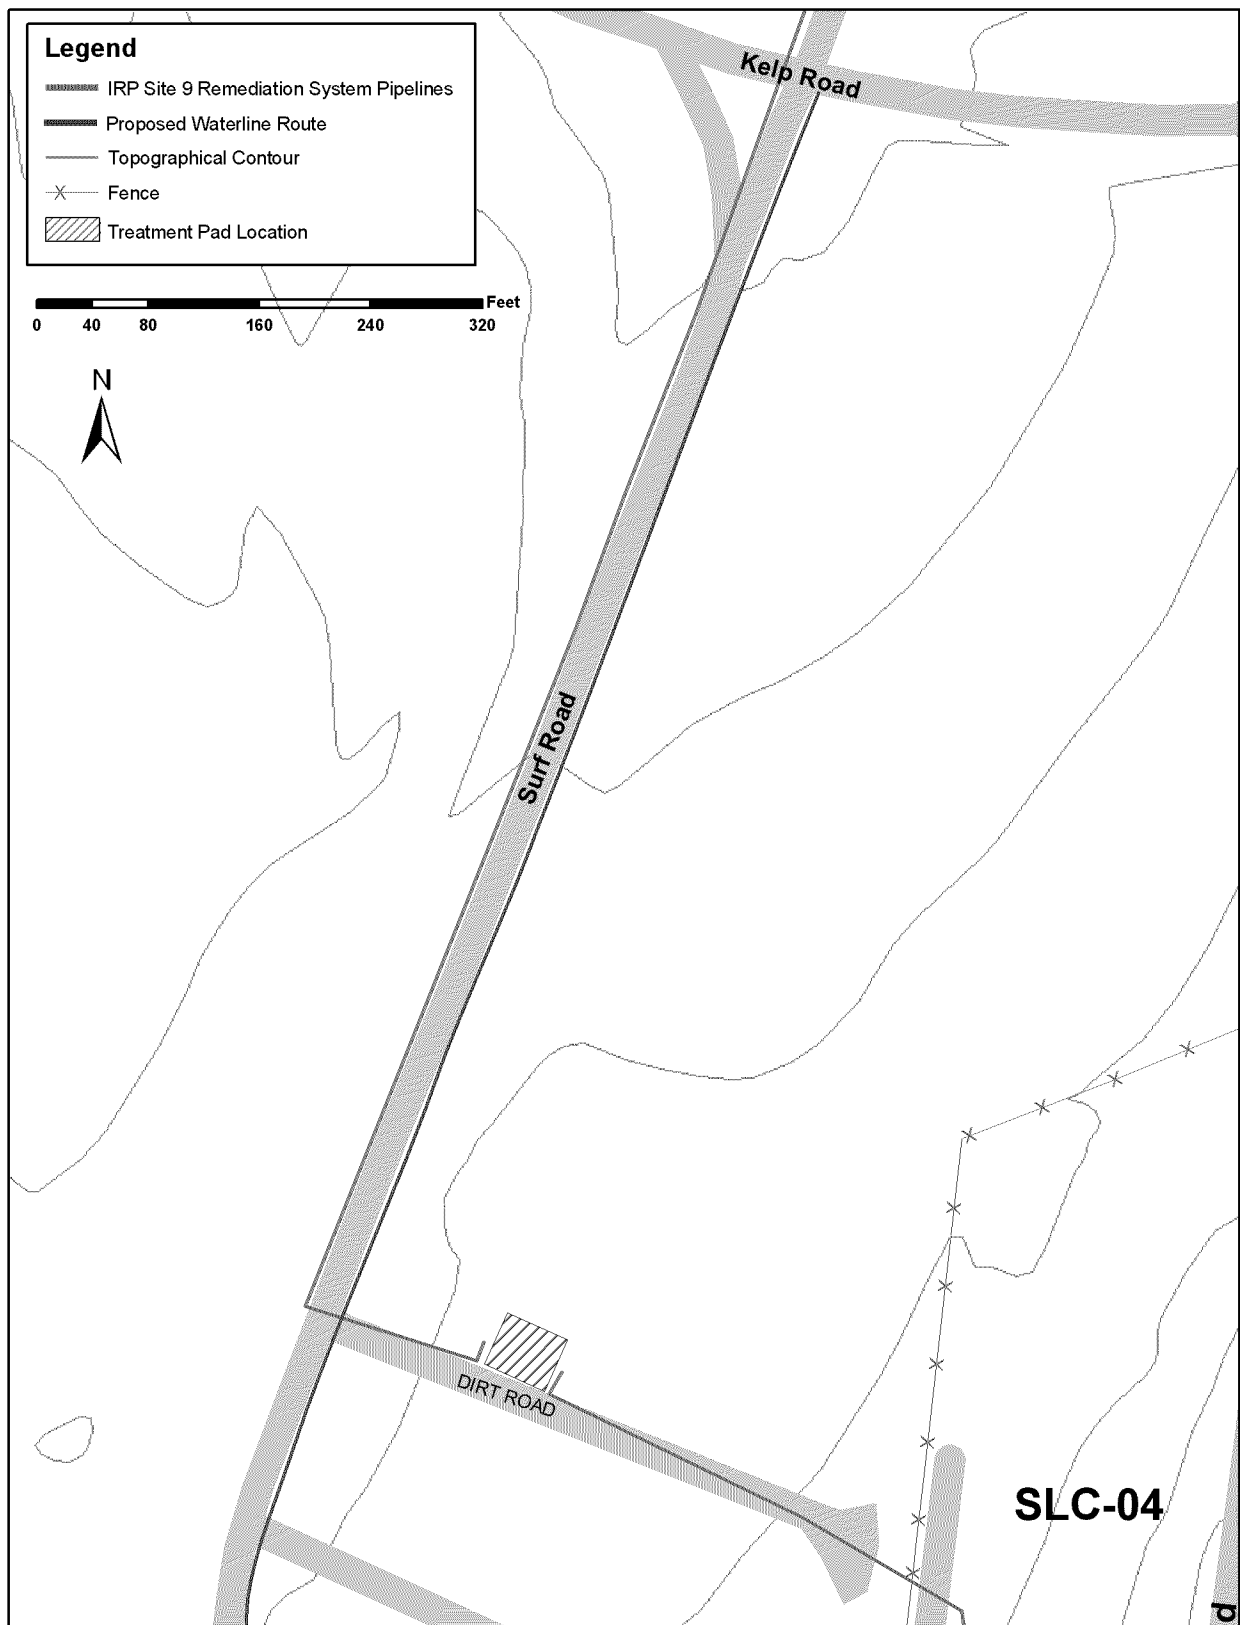 Legend
IRP Site 9 Remediation System Pipelines
Proposed Waterline Route
Topographical Contour
Fence
Treatment Pad Location
Feet
0 40 80 160 240 320
N
Kelp Road
Surf Road
DIRT ROAD
SLC-04
d